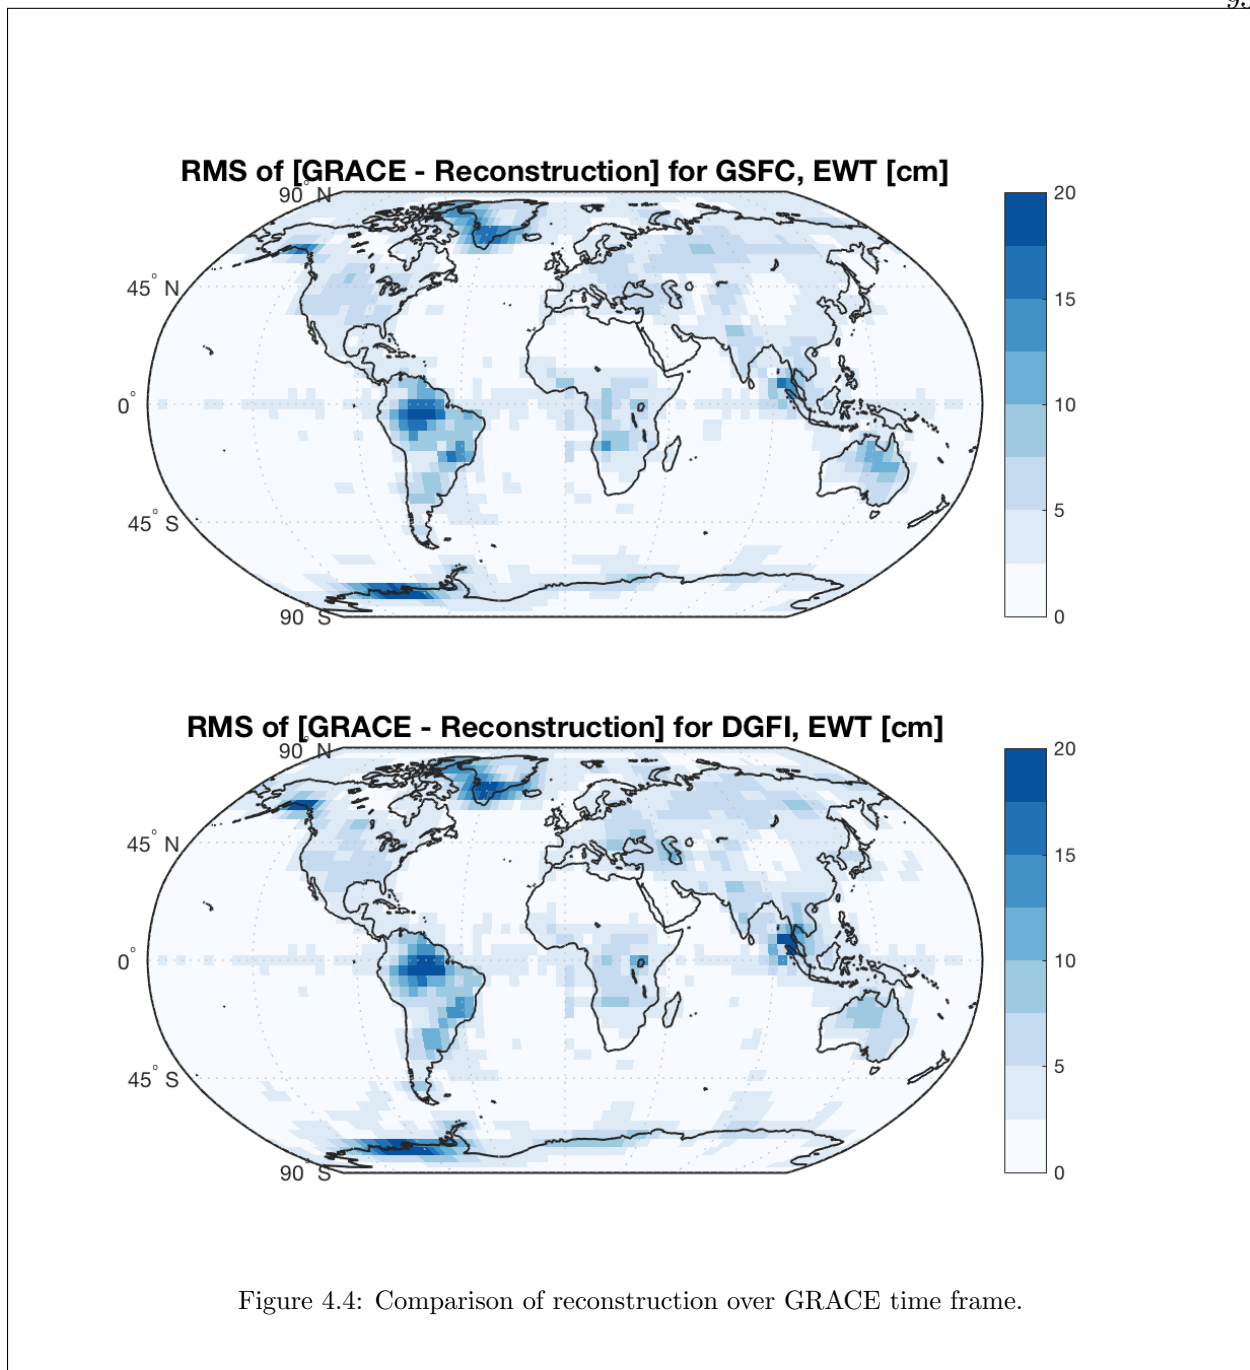 RMS of [GRACE - Reconstruction] for GSFC, EWT [cm]
90° N
45° N
0°
45° S
90° S
20
15
10
5
0
RMS of [GRACE - Reconstruction] for DGFI, EWT [cm]
90° N
45° N
0°
45° S
90° S
20
15
10
5
0
Figure 4.4: Comparison of reconstruction over GRACE time frame.